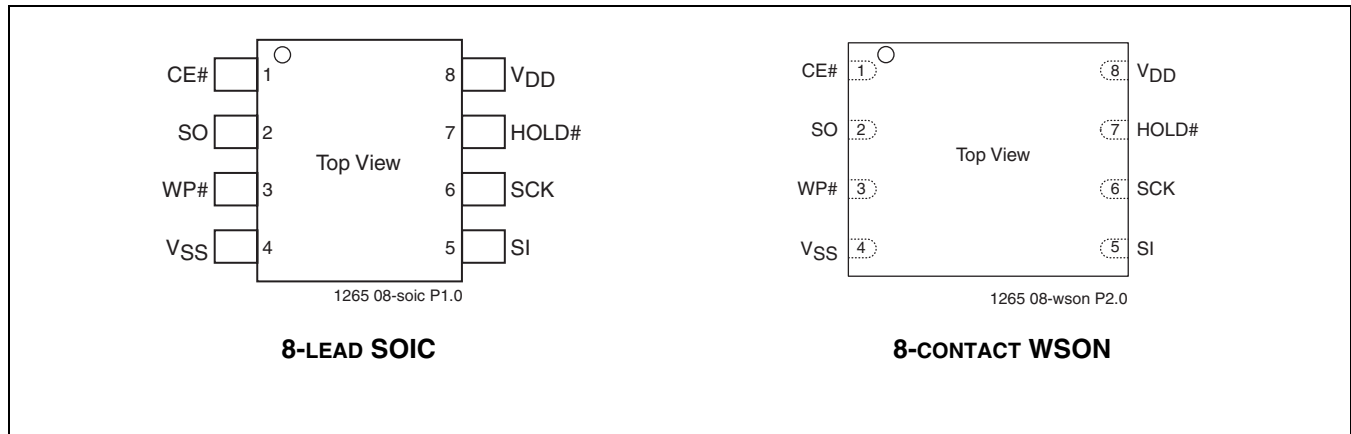 CE# 1 8 VDD
SO 2 7 HOLD#
Top View
WP# 3 6 SCK
VSS 4 5 SI
1265 08-soic P1.0
8-LEAD SOIC
CE# 1 8 VDD
SO 2 7 HOLD#
Top View
WP# 3 6 SCK
VSS 4 5 SI
1265 08-wson P2.0
8-CONTACT WSON